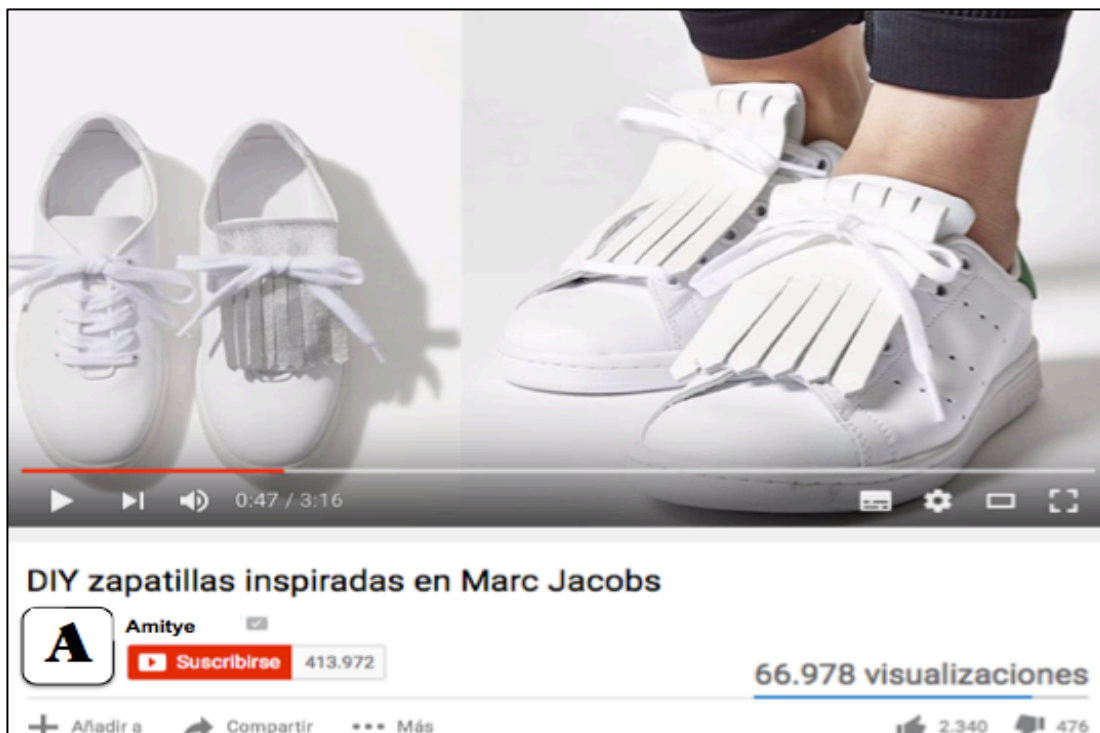 0:47 / 3:16
DIY zapatillas inspiradas en Marc Jacobs
A
Amitye
Suscribirse 413.972
66.978 visualizaciones
Añadir a Compartir Más 2.340 476